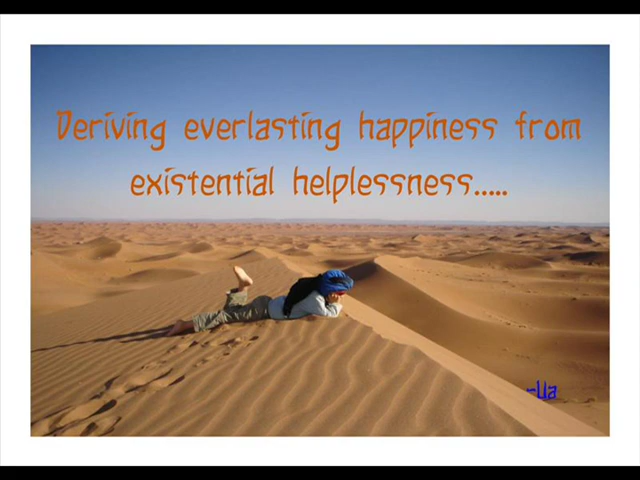 Deriving everlasting happiness from
existential helplessness.....
-Ua